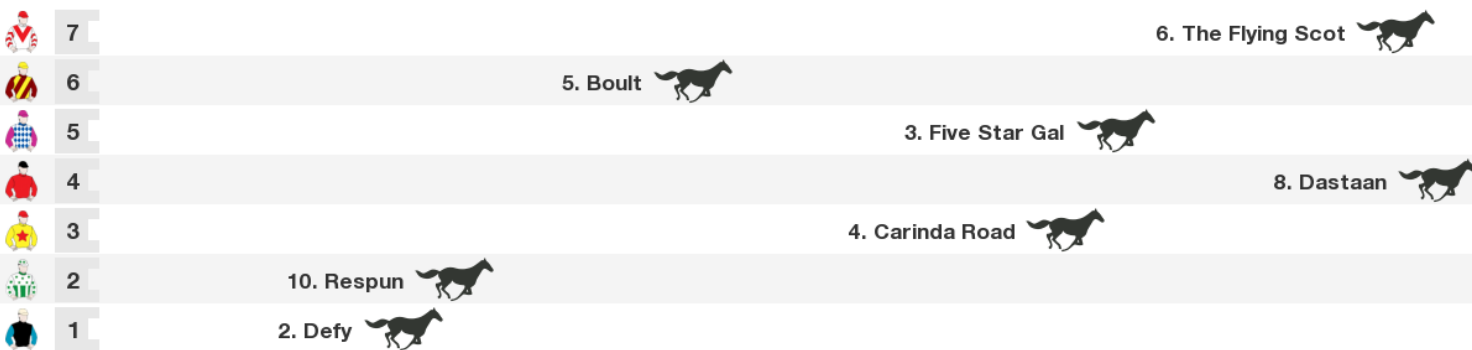 7 6. The Flying Scot
6 5. Boult
5 3. Five Star Gal
4 8. Dastaan
3 4. Carinda Road
2 10. Respun
1 2. Defy